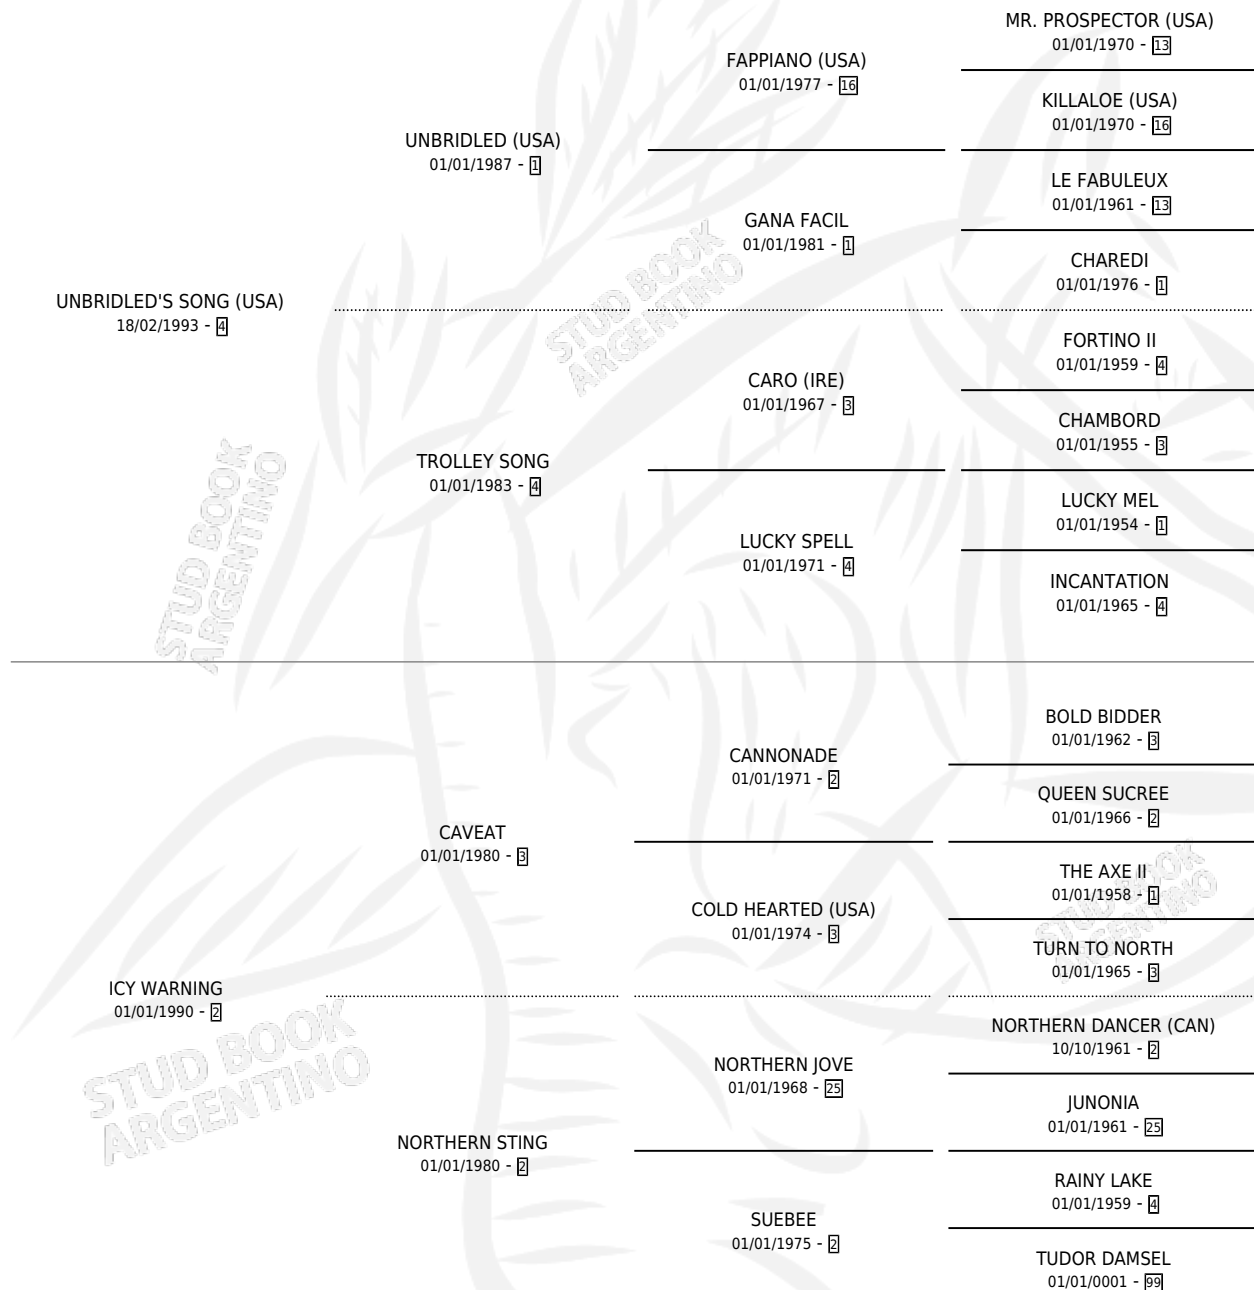 MR. PROSPECTOR (USA)
01/01/1970 - 13
FAPPIANO (USA)
01/01/1977 - 16
KILLALOE (USA)
01/01/1970 - 16
UNBRIDLED (USA)
01/01/1987 - 1
LE FABULEUX
01/01/1961 - 13
GANA FACIL
01/01/1981 - 1
CHAREDI
01/01/1976 - 1
UNBRIDLED'S SONG (USA)
18/02/1993 - 4
FORTINO II
01/01/1959 - 4
CARO (IRE)
01/01/1967 - 3
CHAMBORD
01/01/1955 - 3
TROLLEY SONG
01/01/1983 - 4
LUCKY MEL
01/01/1954 - 1
LUCKY SPELL
01/01/1971 - 4
INCANTATION
01/01/1965 - 4
STUD BOOK
ARGENTINO
STUD BOOK
ARGENTINO
BOLD BIDDER
01/01/1962 - 3
CANNONADE
01/01/1971 - 2
QUEEN SUCREE
01/01/1966 - 2
CAVEAT
01/01/1980 - 3
THE AXE II
01/01/1958 - 1
COLD HEARTED (USA)
01/01/1974 - 3
TURN TO NORTH
01/01/1965 - 3
ICY WARNING
01/01/1990 - 2
NORTHERN DANCER (CAN)
10/10/1961 - 2
NORTHERN JOVE
01/01/1968 - 25
JUNONIA
01/01/1961 - 25
NORTHERN STING
01/01/1980 - 2
RAINY LAKE
01/01/1959 - 4
SUEBEE
01/01/1975 - 2
TUDOR DAMSEL
01/01/0001 - 99
STUD BOOK
ARGENTINO
STUD BOOK
ARGENTINO